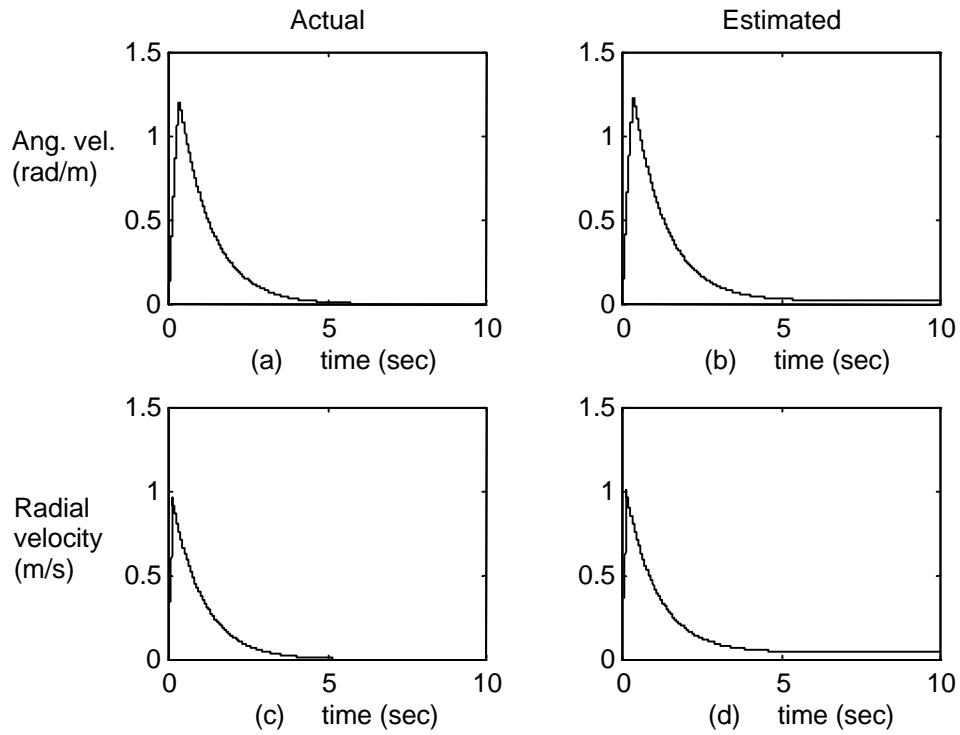 Actual
Estimated
1.5
1
0.5
0
0
5
10
Ang. vel.
(rad/m)
(a) time (sec)
1.5
1
0.5
0
0
5
10
(b) time (sec)
1.5
1
0.5
0
0
5
10
Radial
velocity
(m/s)
(c) time (sec)
1.5
1
0.5
0
0
5
10
(d) time (sec)